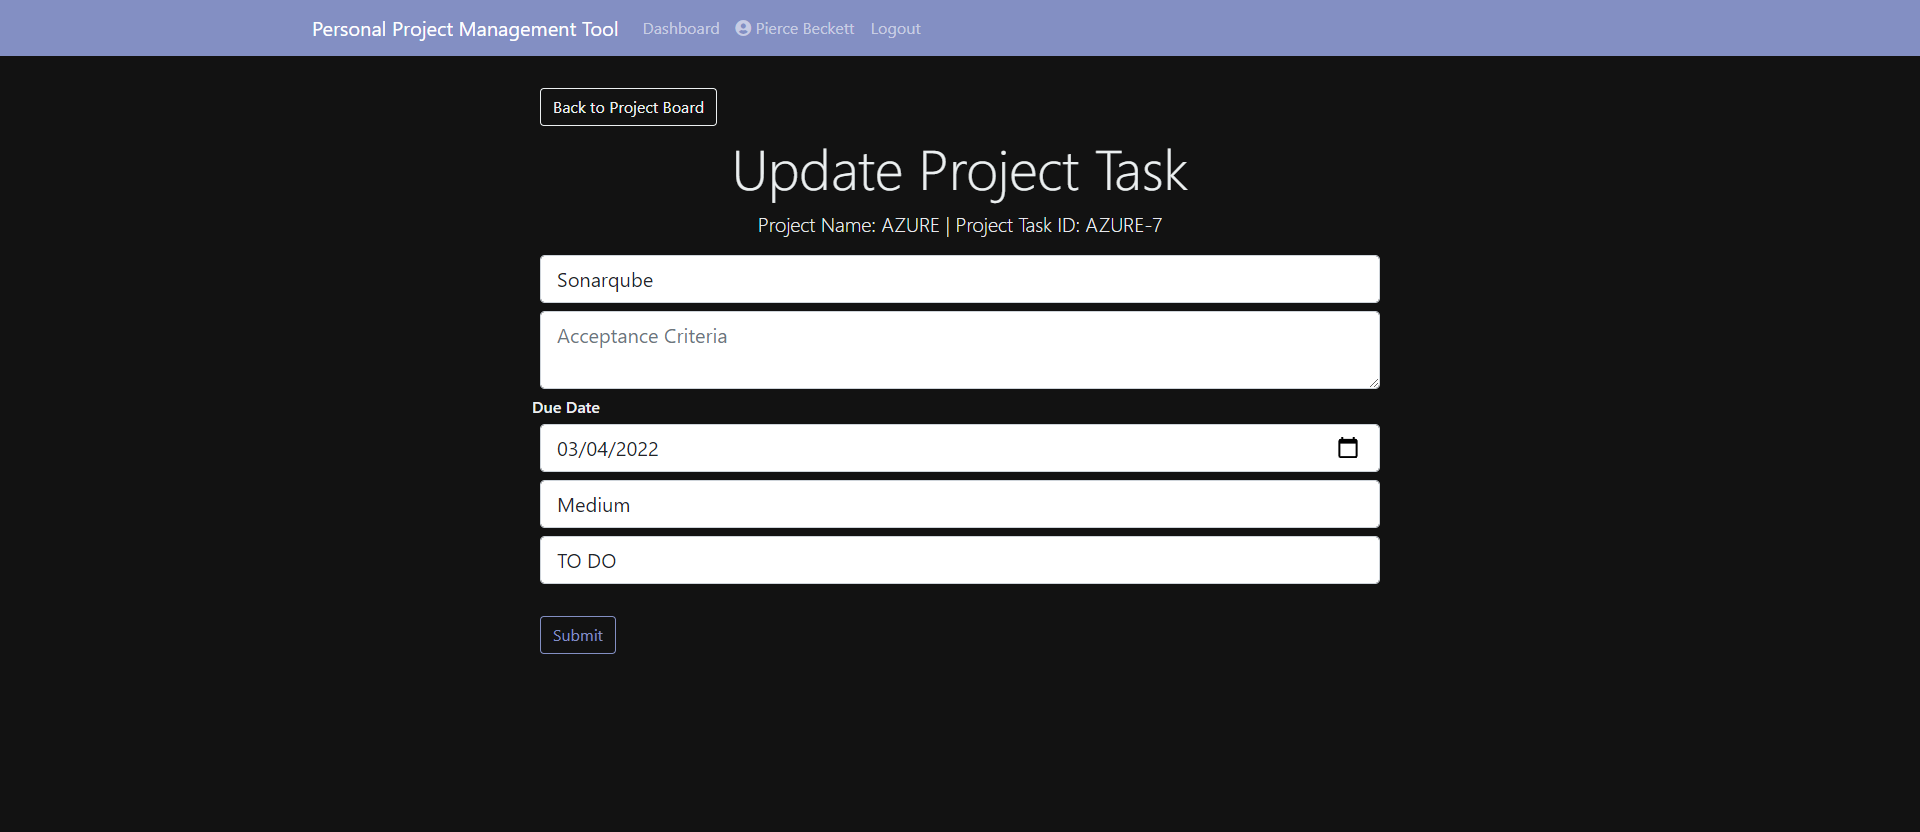 Personal Project Management Tool Dashboard Pierce Beckett Logout
Back to Project Board
Update Project Task
Project Name: AZURE | Project Task ID: AZURE-7
Sonarqube
Acceptance Criteria
Due Date
03/04/2022
Medium
TO DO
Submit